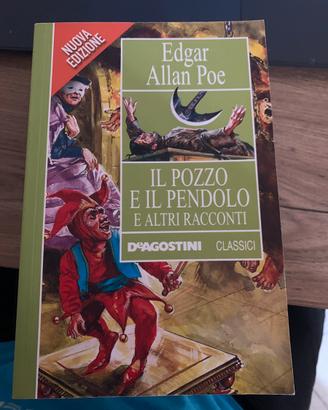 NUOVA
EDIZIONE
Edgar
Allan Poe
IL POZZO
E IL PENDOLO
E ALTRI RACCONTI
DeAGOSTINI CLASSICI